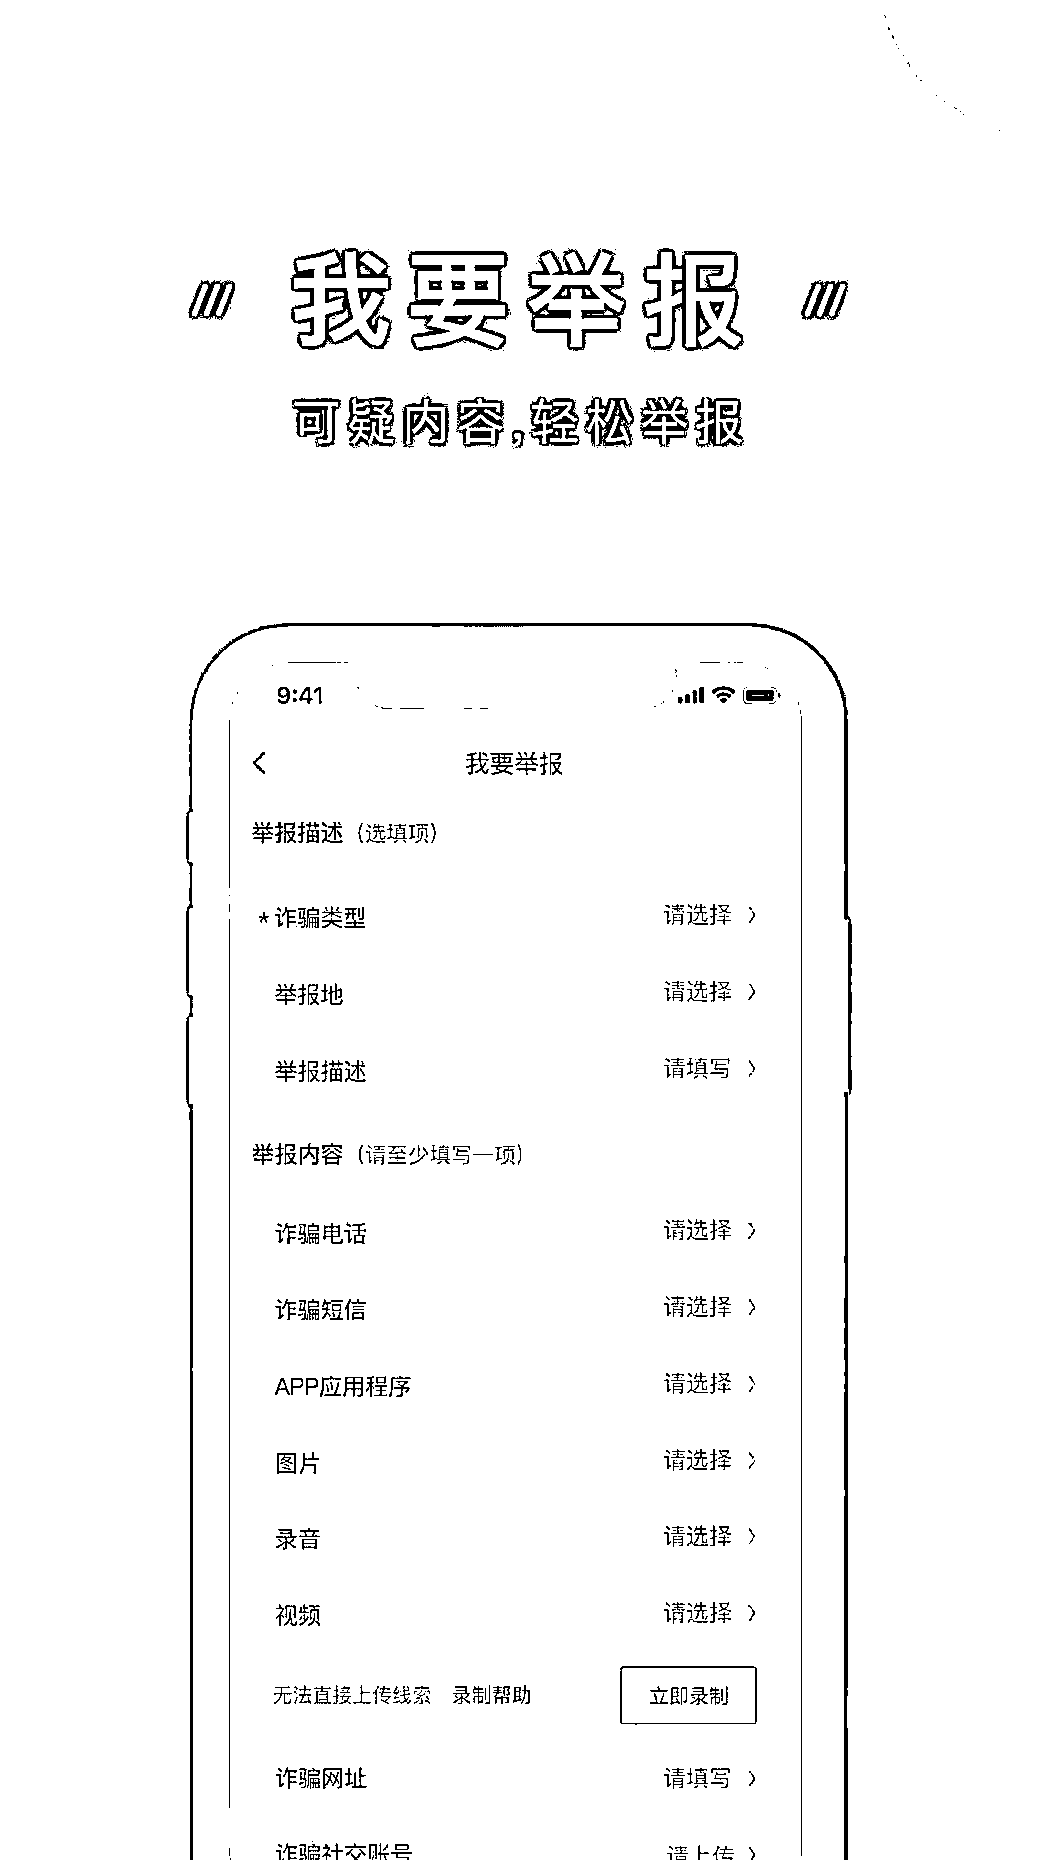 我要举报
可疑内容,轻松举报
9:41
我要举报
举报描述（选填项）
*诈骗类型 请选择 >
举报地 请选择 >
举报描述 请填写 >
举报内容（请至少填写一项）
诈骗电话 请选择 >
诈骗短信 请选择 >
APP应用程序 请选择 >
图片 请选择 >
录音 请选择 >
视频 请选择 >
无法直接上传线索 录制帮助 立即录制
诈骗网址 请填写 >
诈骗社交账号 请上传 >